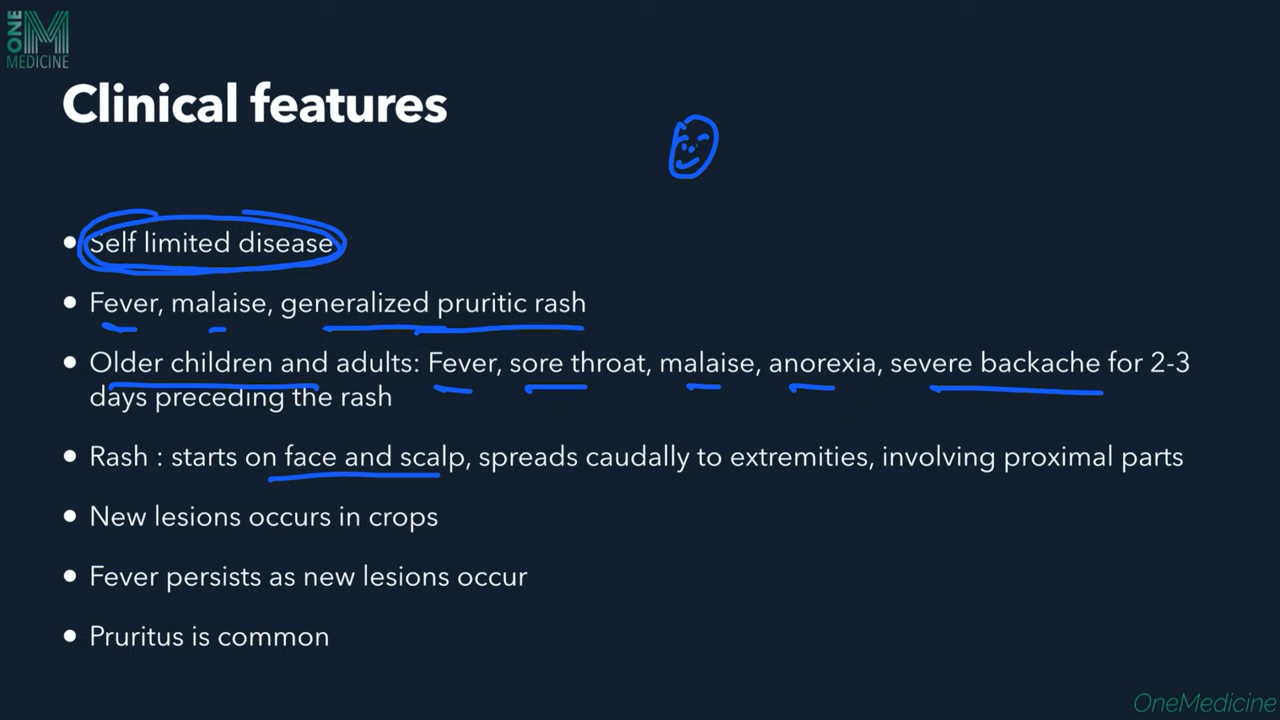 ONE
M
MEDICINE
Clinical features
• Self limited disease
• Fever, malaise, generalized pruritic rash
• Older children and adults: Fever, sore throat, malaise, anorexia, severe backache for 2-3
days preceding the rash
• Rash : starts on face and scalp, spreads caudally to extremities, involving proximal parts
• New lesions occurs in crops
• Fever persists as new lesions occur
• Pruritus is common
OneMedicine